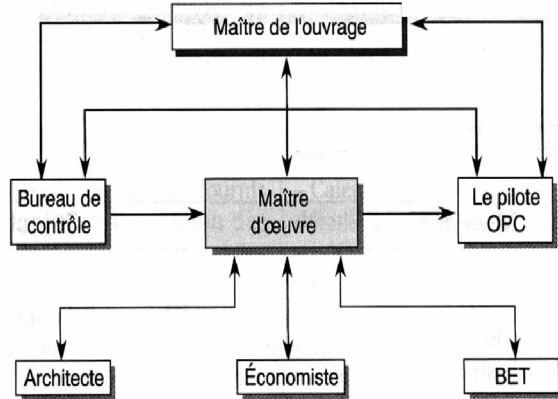 Maître de l'ouvrage
Bureau de
contrôle
Maître
d'œuvre
Le pilote
OPC
Architecte
Économiste
BET